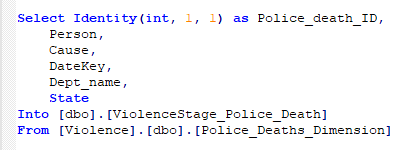 Select Identity(int, 1, 1) as Police_death_ID,
Person,
Cause,
DateKey,
Dept_name,
State
Into [dbo].[ViolenceStage_Police_Death]
From [Violence].[dbo].[Police_Deaths_Dimension]